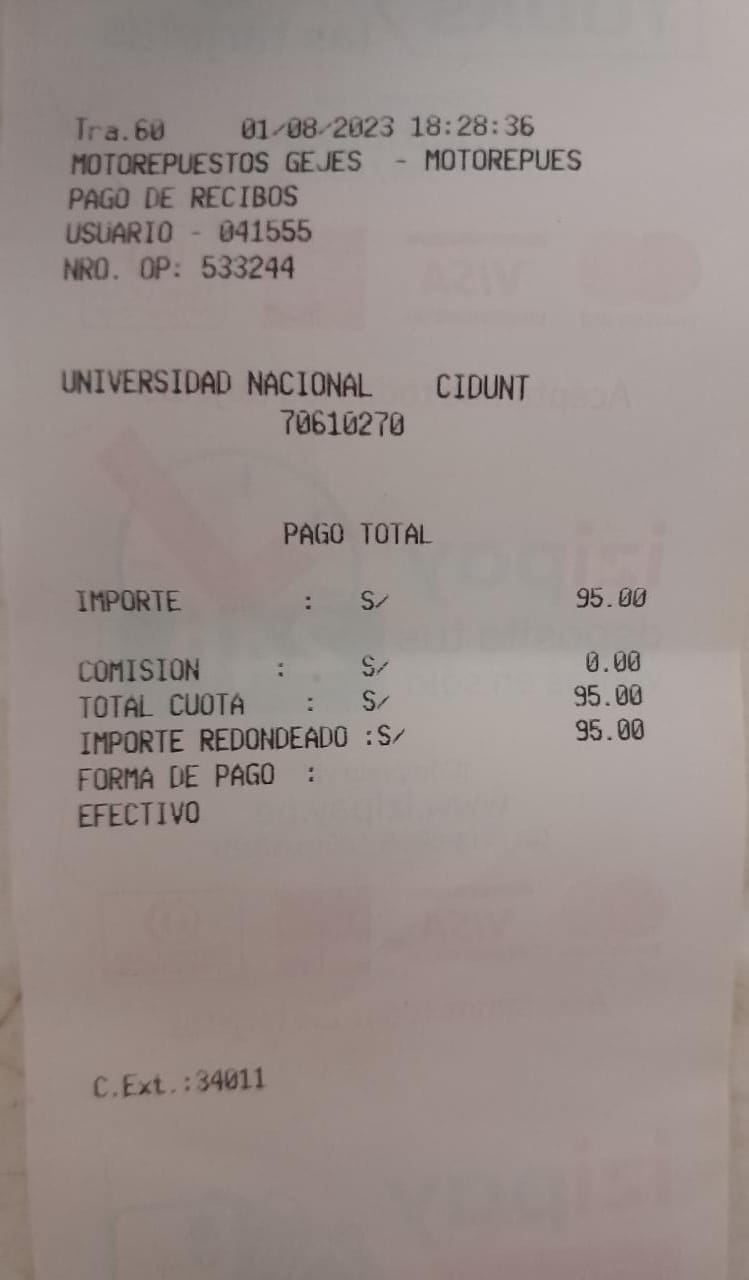 Tra.60 01/08/2023 18:28:36
MOTOREPUESTOS GEJES - MOTOREPUES
PAGO DE RECIBOS
USUARIO - 041555
NRO. OP: 533244
UNIVERSIDAD NACIONAL CIDUNT
70610270
PAGO TOTAL
IMPORTE : S/ 95.00
COMISION : S/ 0.00
TOTAL CUOTA : S/ 95.00
IMPORTE REDONDEADO :S/ 95.00
FORMA DE PAGO :
EFECTIVO
C.Ext.:34011